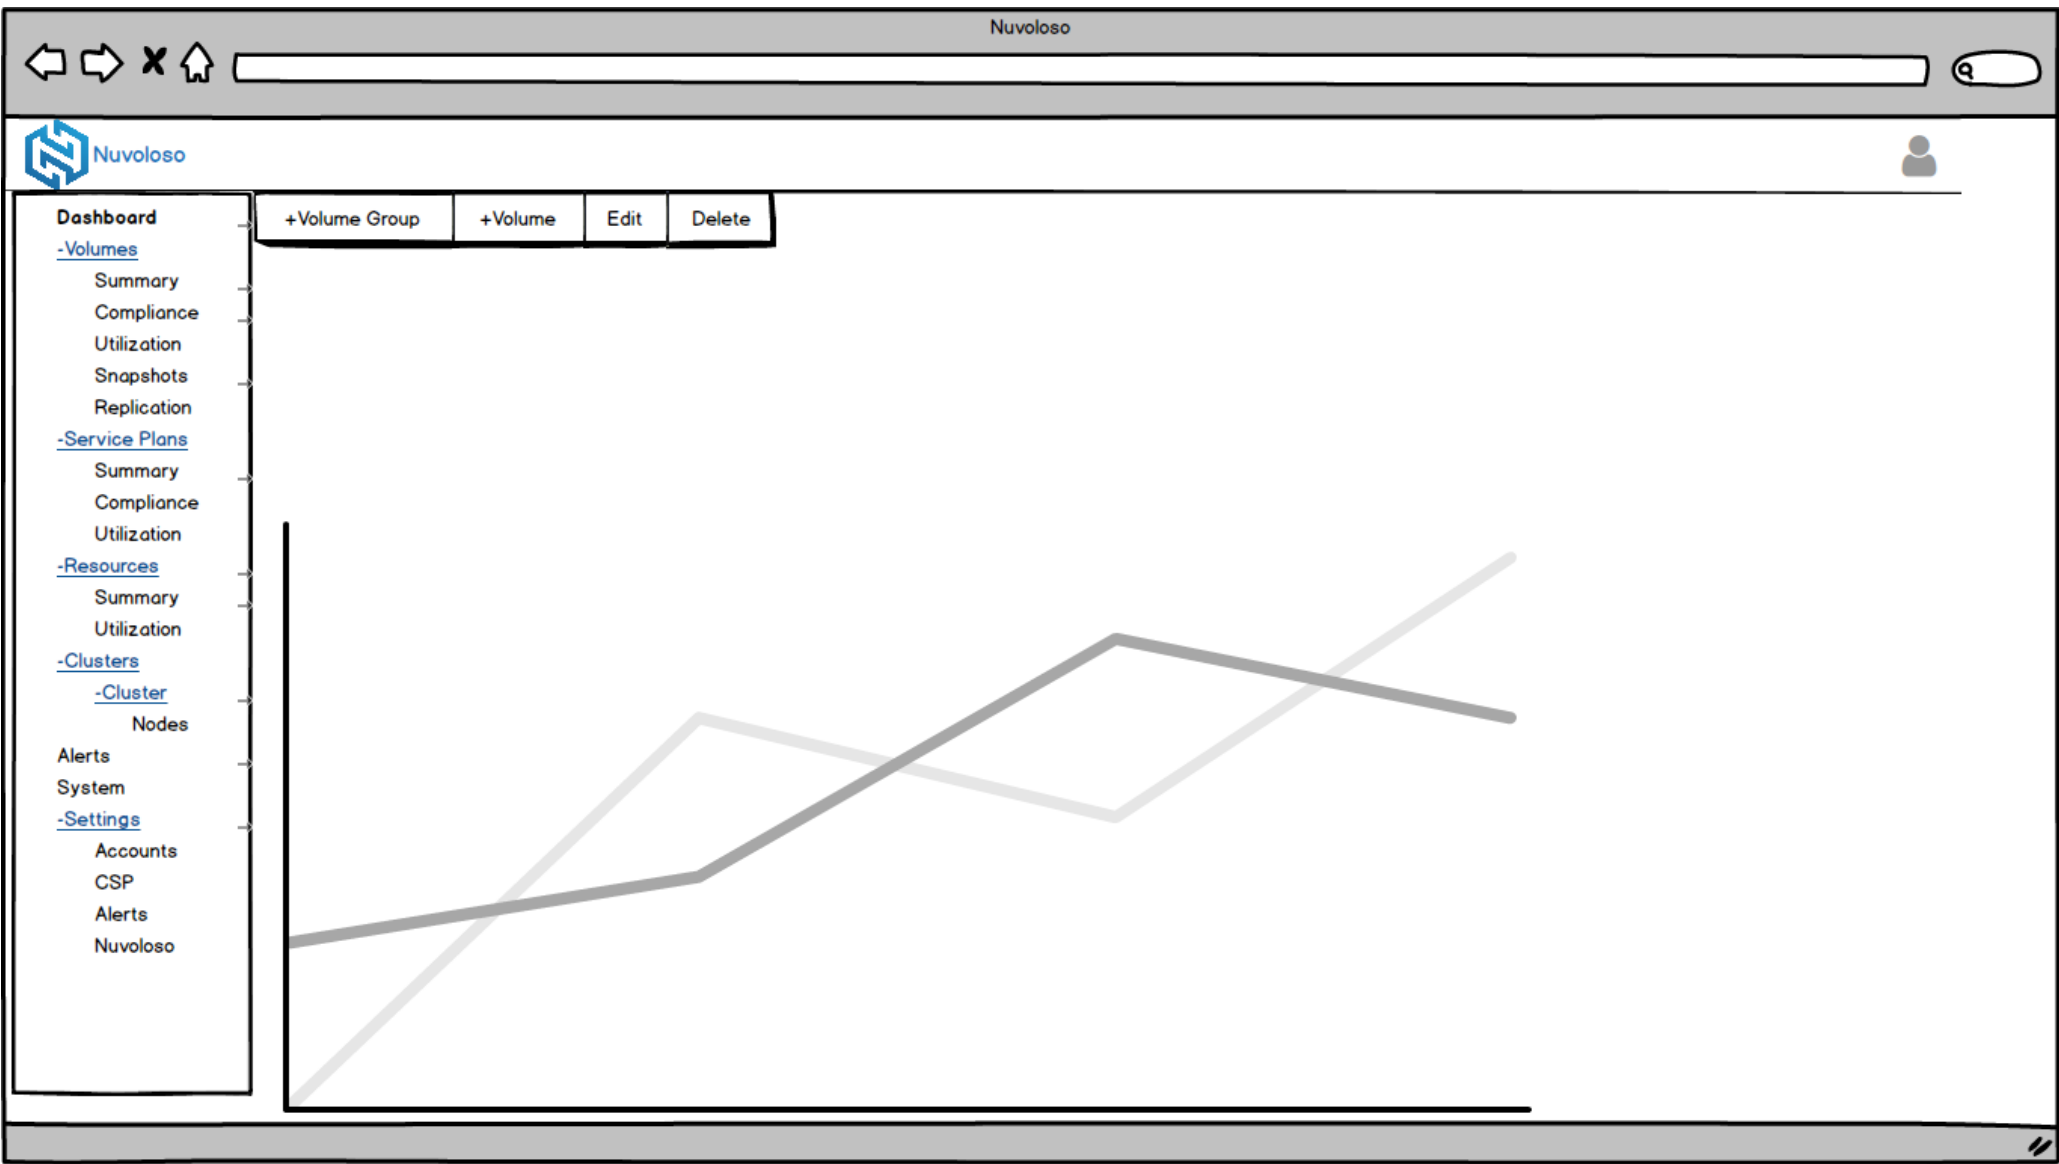 Nuvoloso
Nuvoloso
+Volume Group +Volume Edit Delete
Dashboard
-Volumes
Summary
Compliance
Utilization
Snapshots
Replication
-Service Plans
Summary
Compliance
Utilization
-Resources
Summary
Utilization
-Clusters
-Cluster
Nodes
Alerts
System
-Settings
Accounts
CSP
Alerts
Nuvoloso